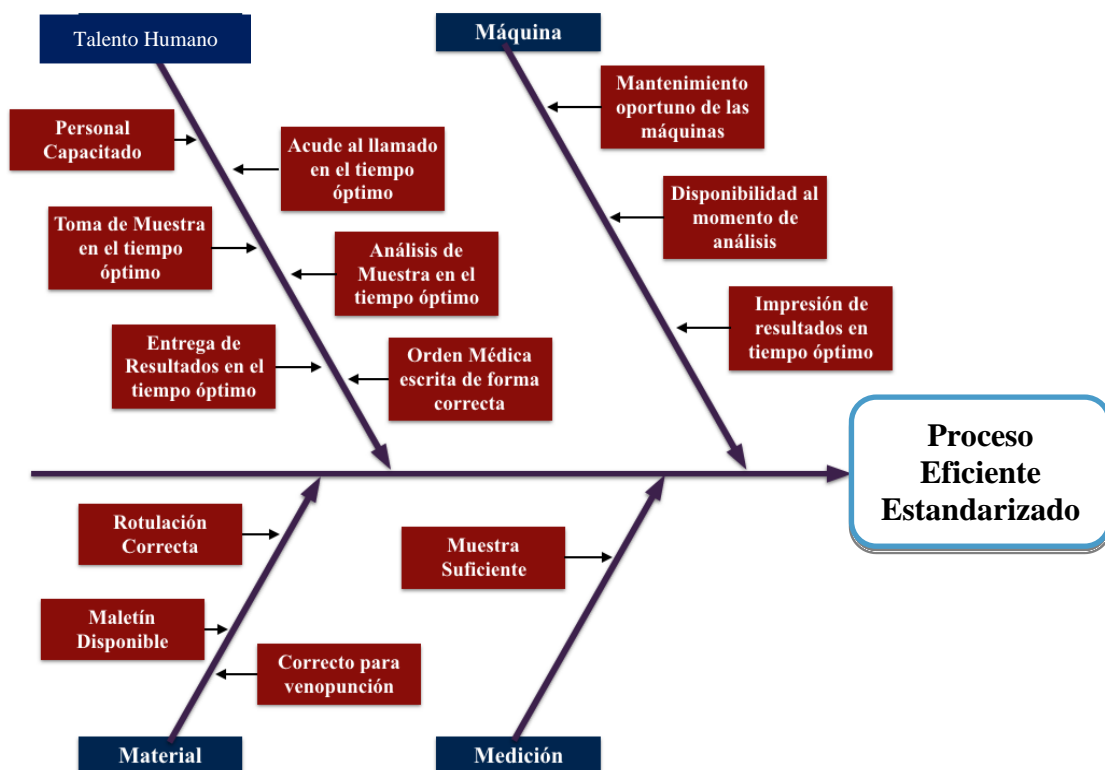 Talento Humano
Máquina
Personal
Capacitado
Acude al llamado
en el tiempo
óptimo
Toma de Muestra
en el tiempo
óptimo
Análisis de
Muestra en el
tiempo óptimo
Entrega de
Resultados en el
tiempo óptimo
Orden Médica
escrita de forma
correcta
Mantenimiento
oportuno de las
máquinas
Disponibilidad al
momento de
análisis
Impresión de
resultados en
tiempo óptimo
Proceso
Eficiente
Estandarizado
Rotulación
Correcta
Maletín
Disponible
Correcto para
venopunción
Muestra
Suficiente
Material
Medición